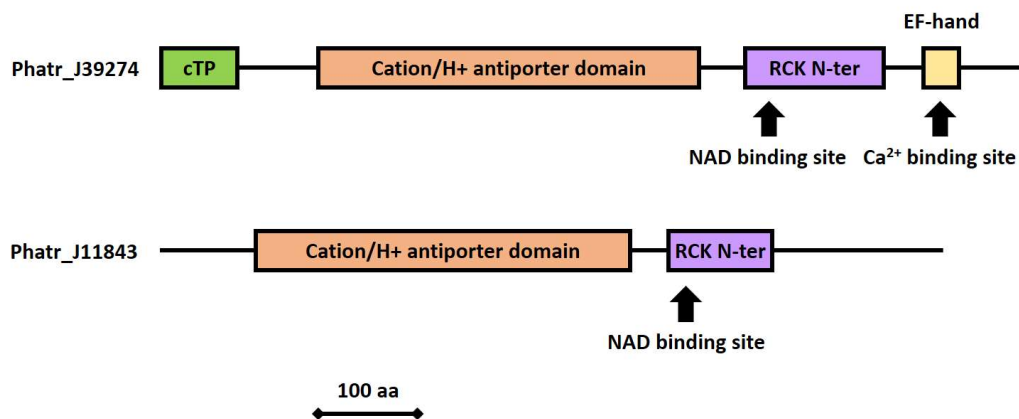 EF-hand
Phatr_J39274 cTP Cation/H+ antiporter domain RCK N-ter
NAD binding site Ca²⁺ binding site
Phatr_J11843 Cation/H+ antiporter domain RCK N-ter
NAD binding site
100 aa